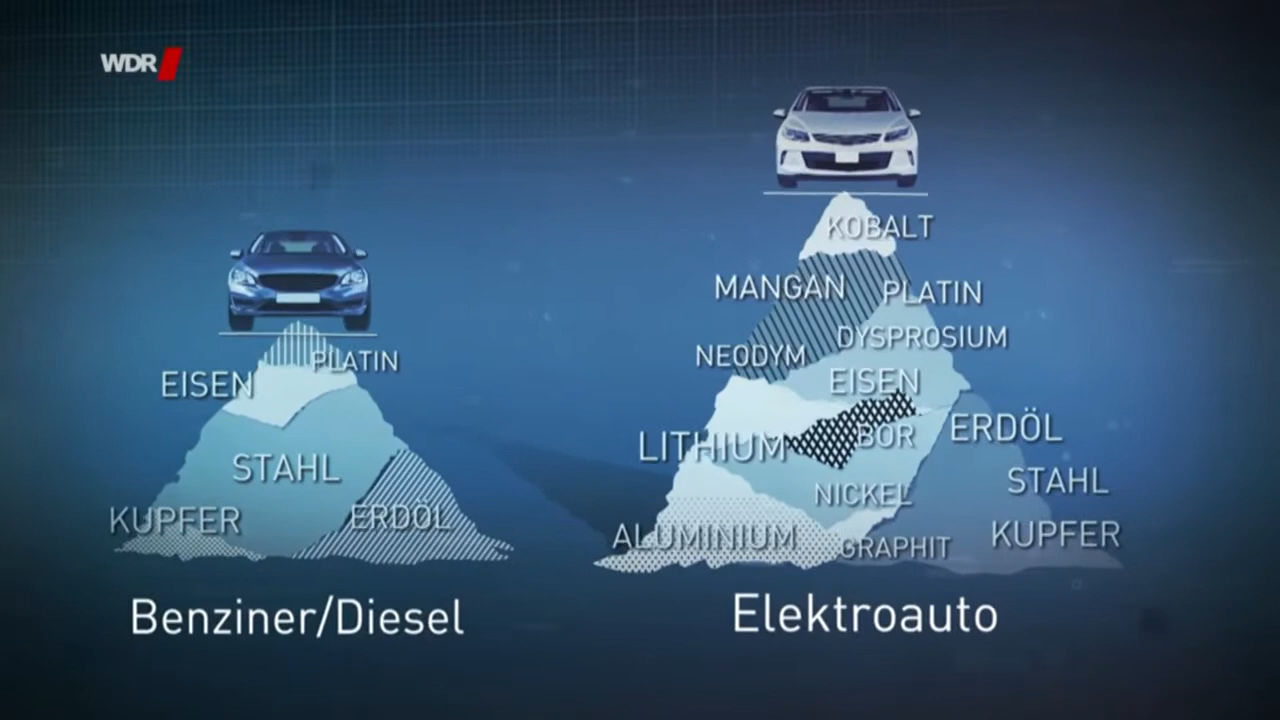 WDR
PLATIN
EISEN
STAHL
KUPFER
ERDÖL
Benziner/Diesel
KOBALT
MANGAN
PLATIN
DYSPROSIUM
NEODYM
EISEN
LITHIUM
BOR
ERDÖL
NICKEL
STAHL
ALUMINIUM
GRAPHIT
KUPFER
Elektroauto